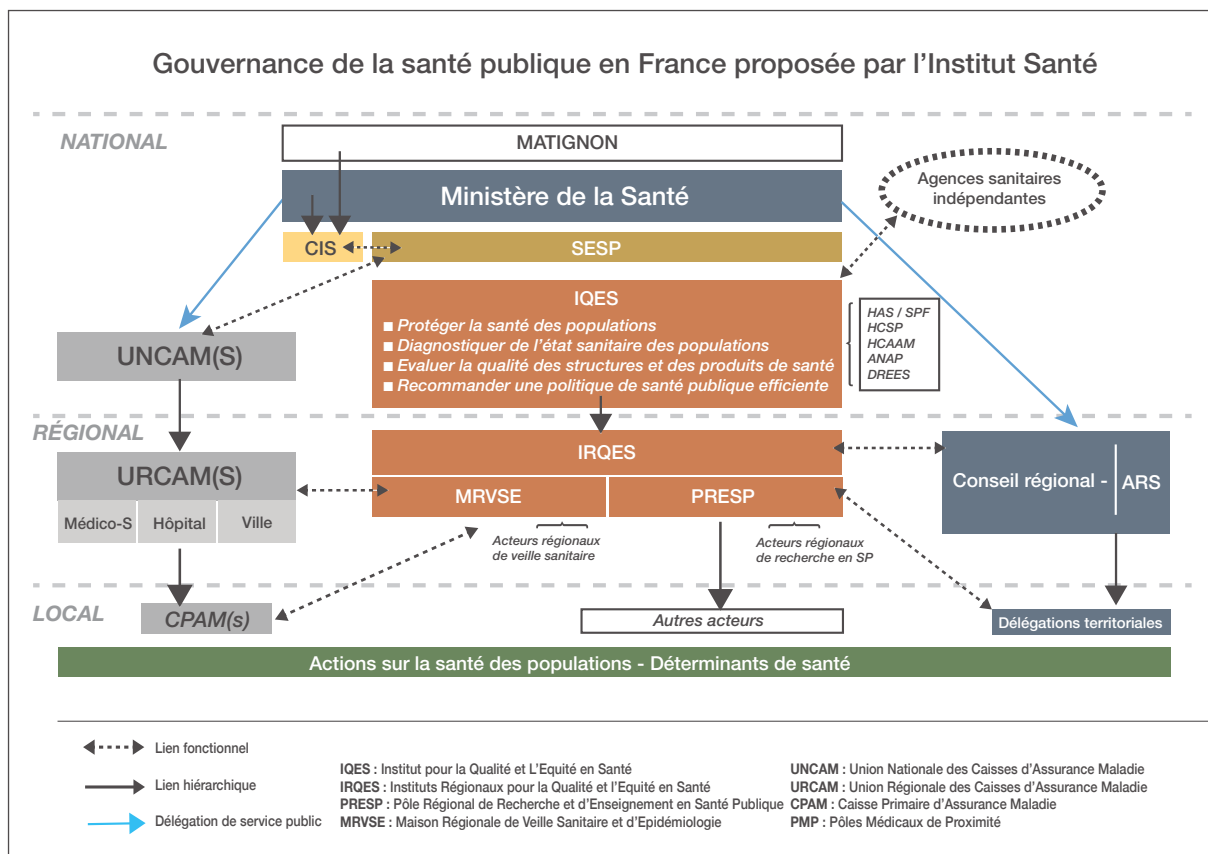 Gouvernance de la santé publique en France proposée par l'Institut Santé
NATIONAL
MATIGNON
Ministère de la Santé
Agences sanitaires
indépendantes
CIS
SESP
IQES
■ Protéger la santé des populations
■ Diagnostiquer de l'état sanitaire des populations
■ Evaluer la qualité des structures et des produits de santé
■ Recommander une politique de santé publique efficiente
HAS / SPF
HCSP
HCAAM
ANAP
DREES
UNCAM(S)
RÉGIONAL
URCAM(S)
Médico-S
Hôpital
Ville
IRQES
MRVSE
PRESP
Acteurs régionaux
de veille sanitaire
Acteurs régionaux
de recherche en SP
Conseil régional -
ARS
LOCAL
CPAM(s)
Autres acteurs
Délégations territoriales
Actions sur la santé des populations - Déterminants de santé
Lien fonctionnel
Lien hiérarchique
Délégation de service public
IQES : Institut pour la Qualité et L'Equité en Santé
IRQES : Instituts Régionaux pour la Qualité et l'Equité en Santé
PRESP : Pôle Régional de Recherche et d'Enseignement en Santé Publique
MRVSE : Maison Régionale de Veille Sanitaire et d'Epidémiologie
UNCAM : Union Nationale des Caisses d'Assurance Maladie
URCAM : Union Régionale des Caisses d'Assurance Maladie
CPAM : Caisse Primaire d'Assurance Maladie
PMP : Pôles Médicaux de Proximité